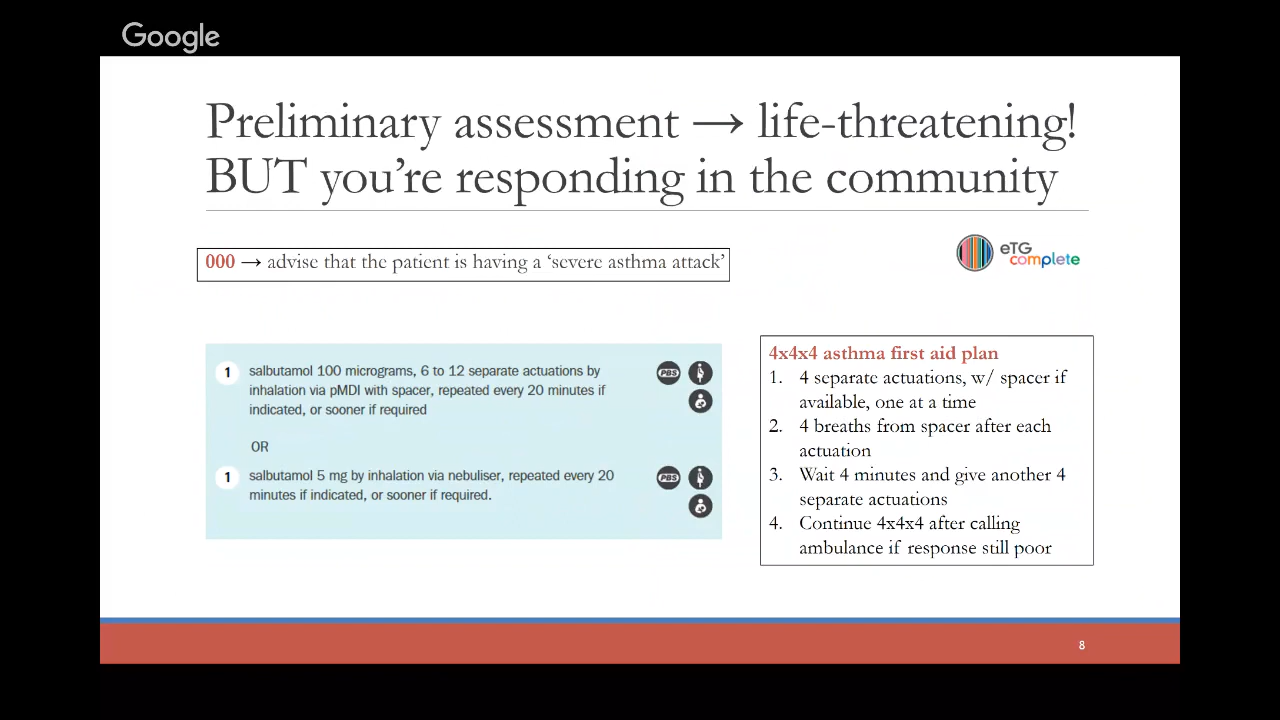 Google
Preliminary assessment → life-threatening!
BUT you’re responding in the community
000 → advise that the patient is having a ‘severe asthma attack’
eTG
complete
1 salbutamol 100 micrograms, 6 to 12 separate actuations by
inhalation via pMDI with spacer, repeated every 20 minutes if
indicated, or sooner if required
PBS
OR
1 salbutamol 5 mg by inhalation via nebuliser, repeated every 20
minutes if indicated, or sooner if required.
PBS
4x4x4 asthma first aid plan
1. 4 separate actuations, w/ spacer if
available, one at a time
2. 4 breaths from spacer after each
actuation
3. Wait 4 minutes and give another 4
separate actuations
4. Continue 4x4x4 after calling
ambulance if response still poor
8